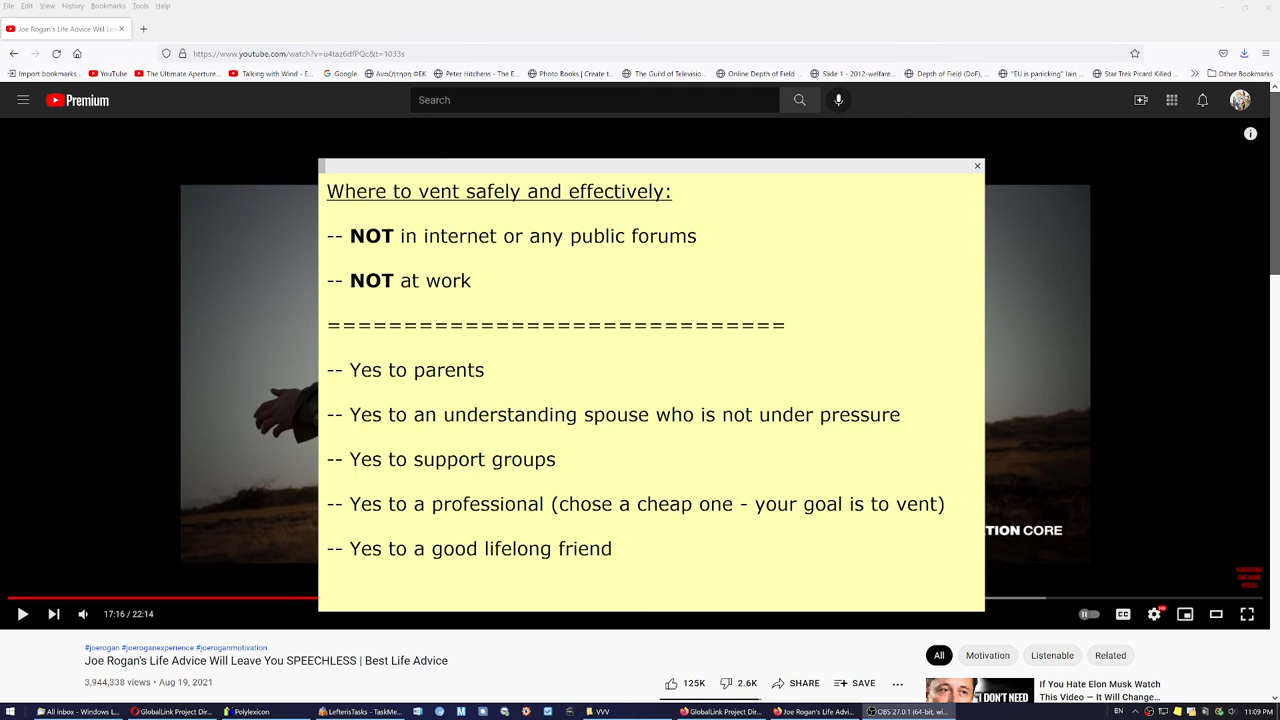 File Edit View History Bookmarks Tools Help
Joe Rogan's Life Advice Will Lea
https://www.youtube.com/watch?v=u4taz6dfPQc&t=1033s
Import bookmarks... YouTube The Ultimate Aperture... Talking with Wind - E... Google Αναζήτηση ΦΕΚ Peter Hitchens - The E... Photo Books | Create t... The Guild of Televisio... Online Depth of Field ... Slide 1 - 2012-welfare... Depth of Field (DoF), ... "EU is panicking" Iain ... Star Trek Picard Killed ... Other Bookmarks
Premium
Search
Where to vent safely and effectively:
-- NOT in internet or any public forums
-- NOT at work
==============================
-- Yes to parents
-- Yes to an understanding spouse who is not under pressure
-- Yes to support groups
-- Yes to a professional (chose a cheap one - your goal is to vent)
-- Yes to a good lifelong friend
TION CORE
SUBSCRIBE
FOR MORE
VIDEOS
17:16 / 22:14
CC
HD
#joerogan #joeroganexperience #joeroganmotivation
Joe Rogan's Life Advice Will Leave You SPEECHLESS | Best Life Advice
3,944,338 views • Aug 19, 2021
125K 2.6K SHARE SAVE ...
All Motivation Listenable Related
I DON'T
NEED
If You Hate Elon Musk Watch
This Video — It Will Change...
All inbox - Windows L... GlobalLink Project Dir... Polylexicon LefterisTasks - TaskMe... VVV GlobalLink Project Dir... Joe Rogan's Life Advi... OBS 27.0.1 (64-bit, wi... EN 11:09 PM